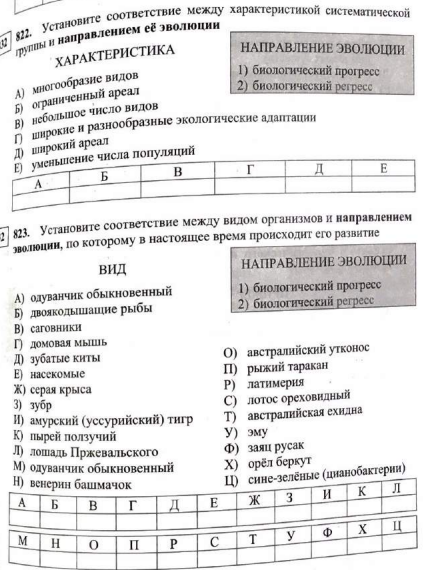 32 822. Установите соответствие между характеристикой систематической
группы и направлением её эволюции
ХАРАКТЕРИСТИКА
НАПРАВЛЕНИЕ ЭВОЛЮЦИИ
1) биологический прогресс
2) биологический регресс
А) многообразие видов
Б) ограниченный ареал
В) небольшое число видов
Г) широкие и разнообразные экологические адаптации
Д) широкий ареал
Е) уменьшение числа популяций
А Б В Г Д Е
2 823. Установите соответствие между видом организмов и направлением
эволюции, по которому в настоящее время происходит его развитие
ВИД
НАПРАВЛЕНИЕ ЭВОЛЮЦИИ
1) биологический прогресс
2) биологический регресс
А) одуванчик обыкновенный
Б) двоякодышащие рыбы
В) саговники
Г) домовая мышь
Д) зубатые киты
Е) насекомые
Ж) серая крыса
З) зубр
И) амурский (уссурийский) тигр
К) пырей ползучий
Л) лошадь Пржевальского
М) одуванчик обыкновенный
Н) венерин башмачок
О) австралийский утконос
П) рыжий таракан
Р) латимерия
С) лотос ореховидный
Т) австралийская ехидна
У) эму
Ф) заяц русак
Х) орёл беркут
Ц) сине-зелёные (цианобактерии)
А Б В Г Д Е Ж З И К Л
М Н О П Р С Т У Ф Х Ц